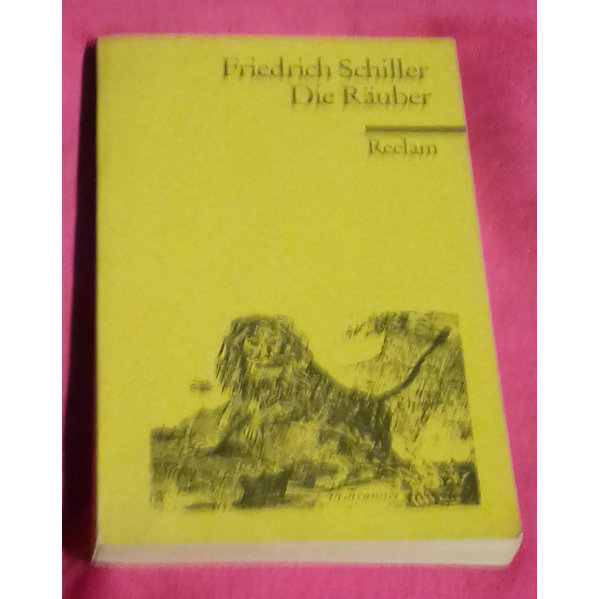 Friedrich Schiller
Die Räuber
Reclam